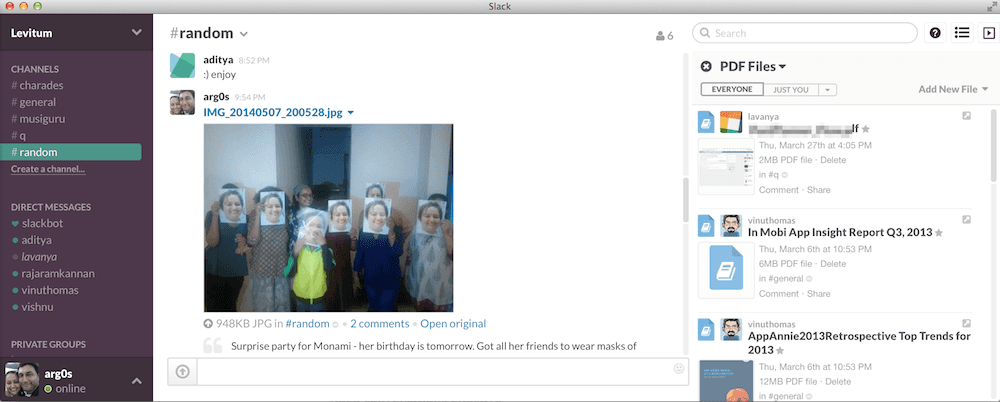 Slack
Levitum
CHANNELS
# charades
# general
# musiguru
# q
# random
Create a channel...
DIRECT MESSAGES
slackbot
aditya
lavanya
rajaramkannan
vinuthomas
vishnu
PRIVATE GROUPS
arg0s
online
#random
6
aditya 8:52 PM
:) enjoy
arg0s 9:54 PM
IMG_20140507_200528.jpg
948KB JPG in #random • 2 comments • Open original
Surprise party for Monami - her birthday is tomorrow. Got all her friends to wear masks of
Search
PDF Files
EVERYONE JUST YOU
Add New File
lavanya
lf
Thu, March 27th at 4:05 PM
2MB PDF file · Delete
in #q
Comment · Share
vinuthomas
In Mobi App Insight Report Q3, 2013
Thu, March 6th at 10:53 PM
6MB PDF file · Delete
in #general
Comment · Share
vinuthomas
AppAnnie2013Retrospective Top Trends for
2013
Thu, March 6th at 10:53 PM
12MB PDF file · Delete
in #general